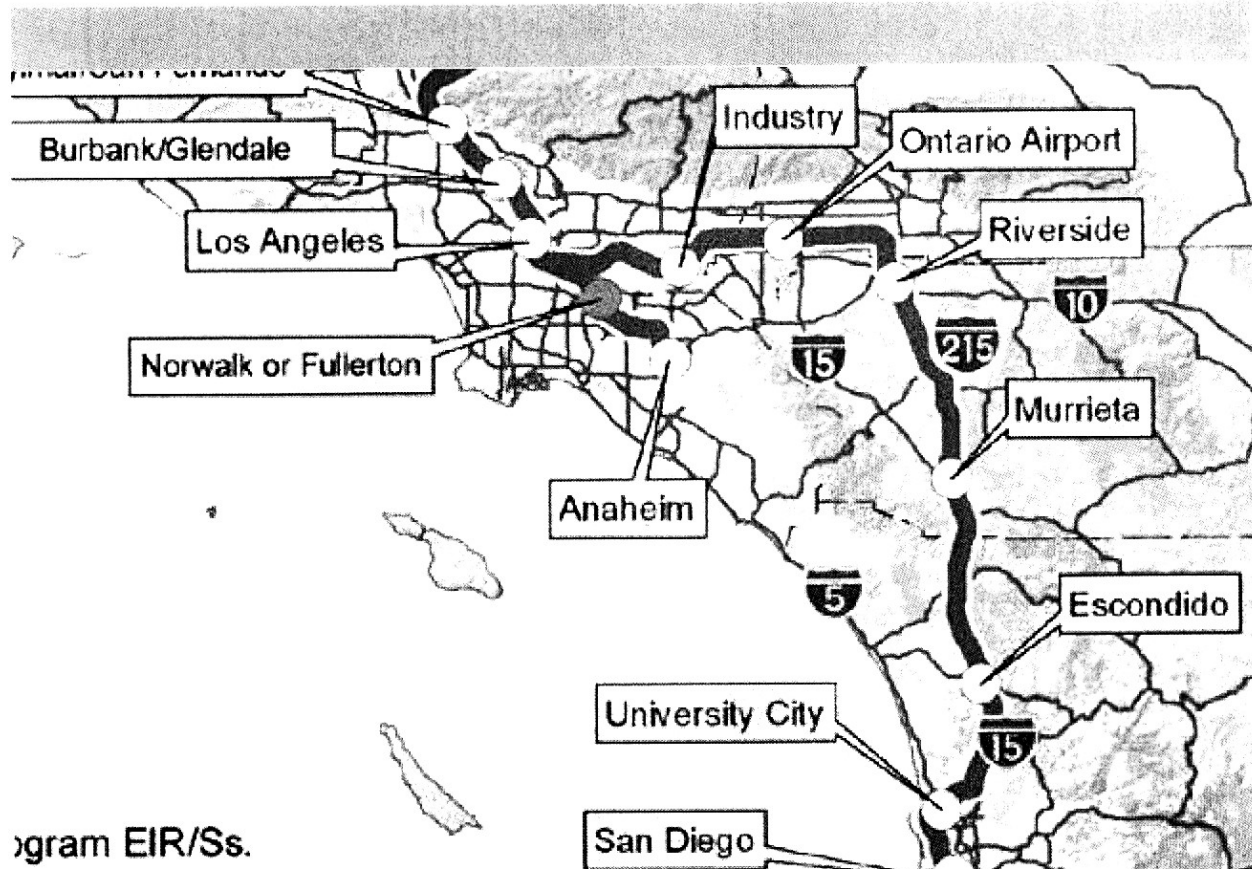 Industry
Burbank/Glendale
Ontario Airport
Los Angeles
Riverside
10
Norwalk or Fullerton
15
215
Murrieta
Anaheim
5
Escondido
University City
15
San Diego
ogram EIR/Ss.